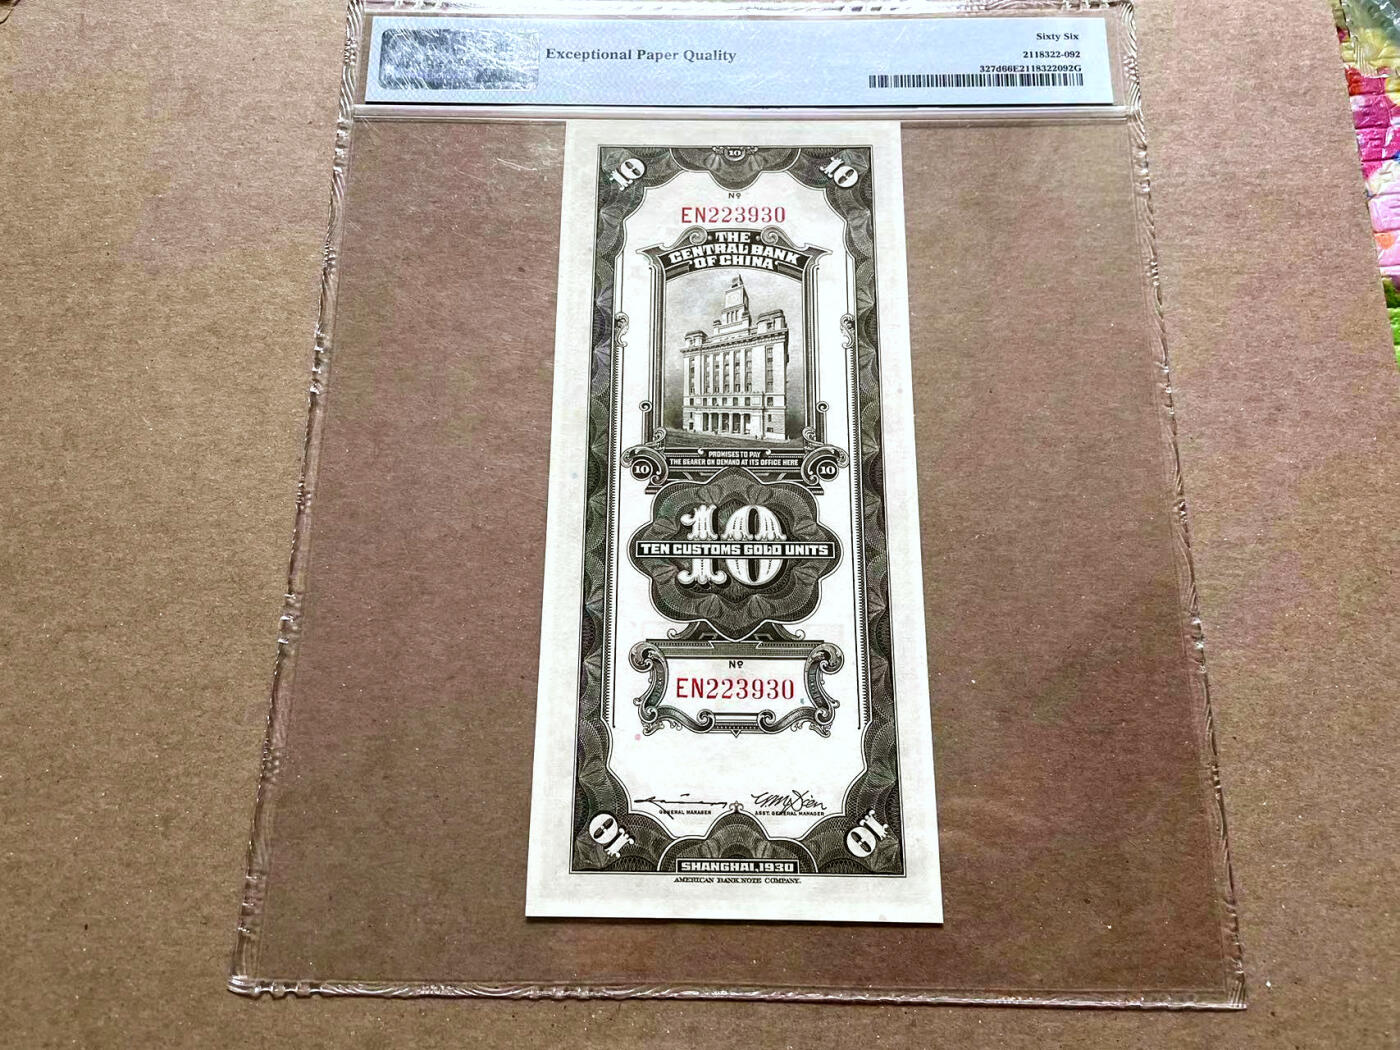 Exceptional Paper Quality
Sixty Six
2118322-092
327d66E2118322092G
10
10
10
Nº
EN223930
THE
CENTRAL BANK
OF CHINA
PROMISES TO PAY
THE BEARER ON DEMAND AT ITS OFFICE HERE
10
10
10
TEN CUSTOMS GOLD UNITS
Nº
EN223930
GENERAL MANAGER
ASST. GENERAL MANAGER
10
10
SHANGHAI, 1930
AMERICAN BANK NOTE COMPANY.